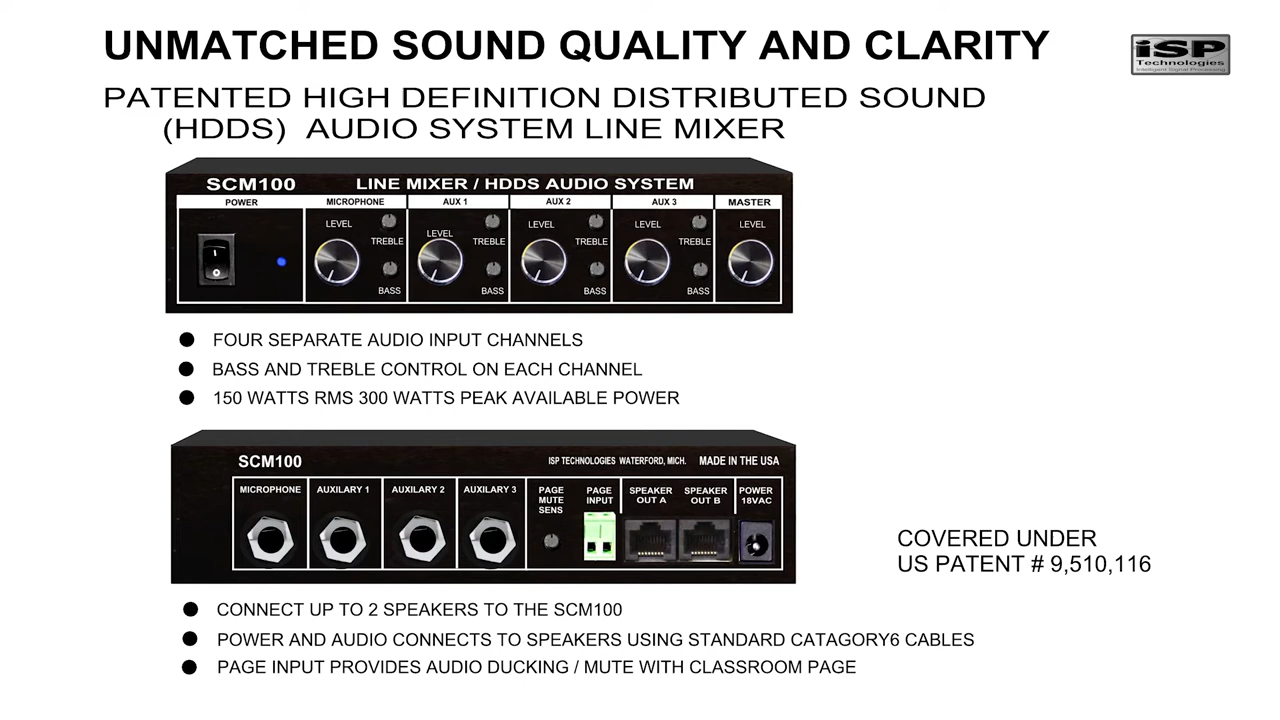 UNMATCHED SOUND QUALITY AND CLARITY
iSP
Technologies
Intelligent Signal Processing
PATENTED HIGH DEFINITION DISTRIBUTED SOUND
(HDDS) AUDIO SYSTEM LINE MIXER
SCM100 LINE MIXER / HDDS AUDIO SYSTEM
POWER MICROPHONE AUX 1 AUX 2 AUX 3 MASTER
LEVEL LEVEL LEVEL LEVEL LEVEL
TREBLE TREBLE TREBLE TREBLE
I
O
BASS BASS BASS BASS
● FOUR SEPARATE AUDIO INPUT CHANNELS
● BASS AND TREBLE CONTROL ON EACH CHANNEL
● 150 WATTS RMS 300 WATTS PEAK AVAILABLE POWER
SCM100 ISP TECHNOLOGIES WATERFORD, MICH. MADE IN THE USA
MICROPHONE AUXILARY 1 AUXILARY 2 AUXILARY 3 PAGE MUTE SENS PAGE INPUT SPEAKER OUT A SPEAKER OUT B POWER 18VAC
COVERED UNDER
US PATENT # 9,510,116
● CONNECT UP TO 2 SPEAKERS TO THE SCM100
● POWER AND AUDIO CONNECTS TO SPEAKERS USING STANDARD CATAGORY6 CABLES
● PAGE INPUT PROVIDES AUDIO DUCKING / MUTE WITH CLASSROOM PAGE